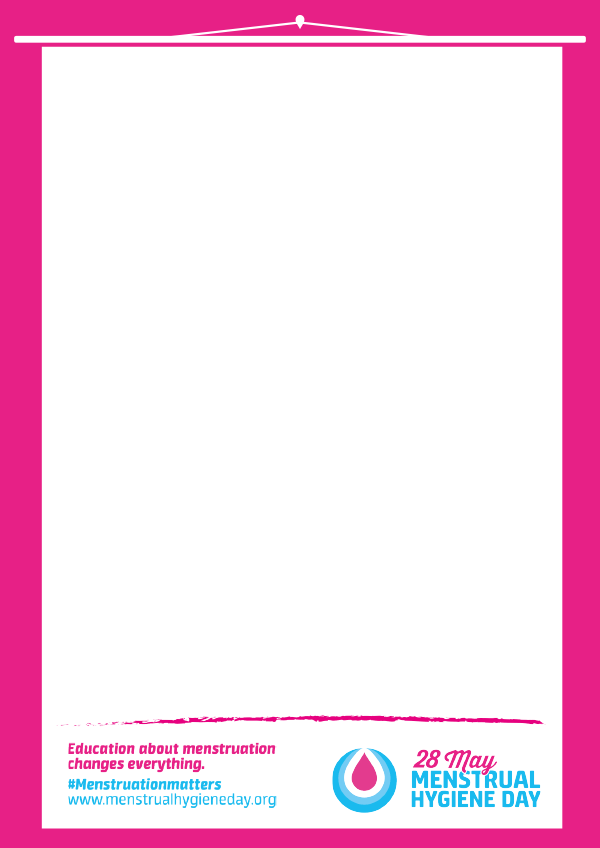 Education about menstruation
changes everything.
#Menstruationmatters
www.menstrualhygieneday.org
28 May
MENSTRUAL
HYGIENE DAY